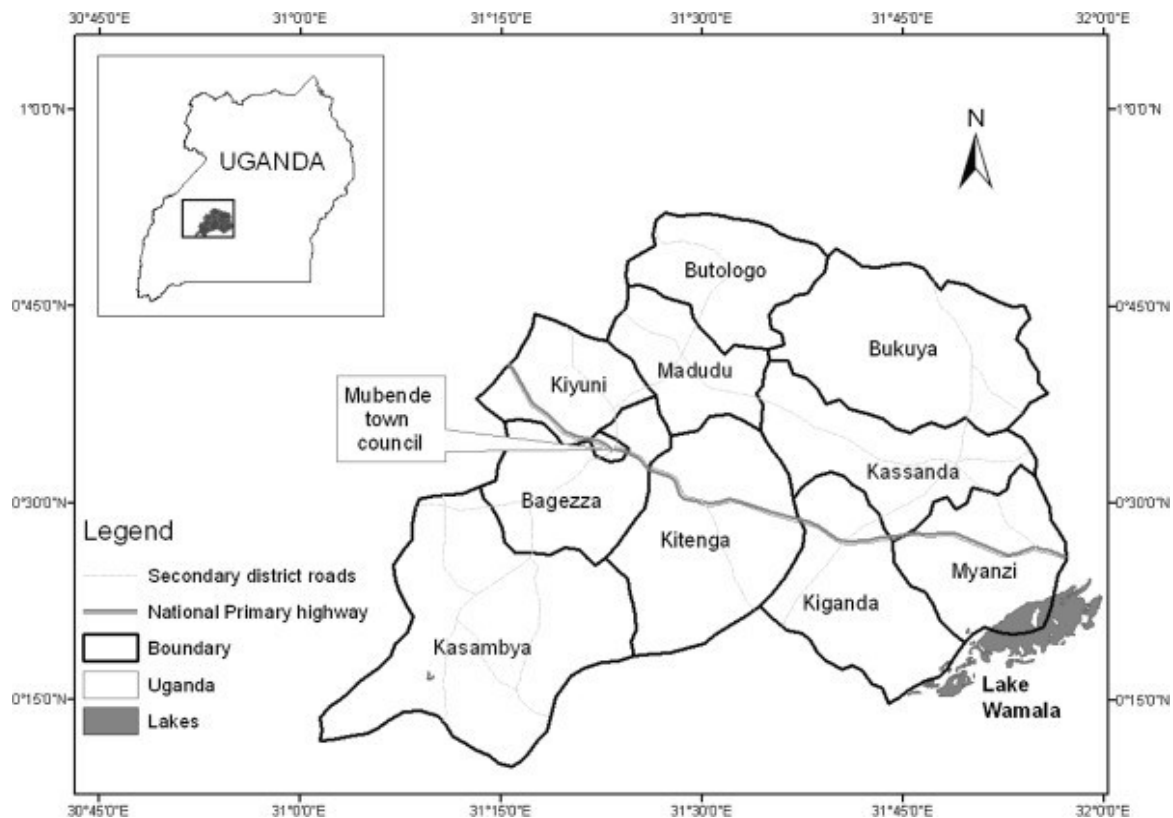 30°45'0"E
31°0'0"E
31°15'0"E
31°30'0"E
31°45'0"E
32°0'0"E
1°0'0"N
1°0'0"N
UGANDA
N
Butologo
0°45'0"N
0°45'0"N
Bukuya
Madudu
Kiyuni
Mubende
town
council
Kassanda
0°30'0"N
Bagezza
0°30'0"N
Kitenga
Myanzi
Kiganda
Kasambya
Legend
Secondary district roads
National Primary highway
Boundary
Uganda
Lakes
Lake
Wamala
0°15'0"N
0°15'0"N
30°45'0"E
31°0'0"E
31°15'0"E
31°30'0"E
31°45'0"E
32°0'0"E